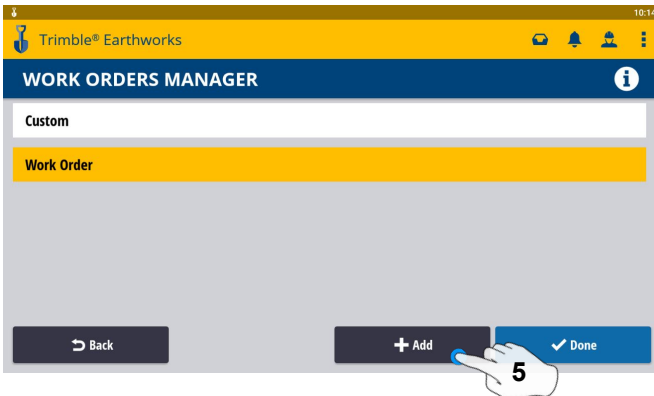 10:14
Trimble® Earthworks
WORK ORDERS MANAGER
Custom
Work Order
Back
Add
Done
5